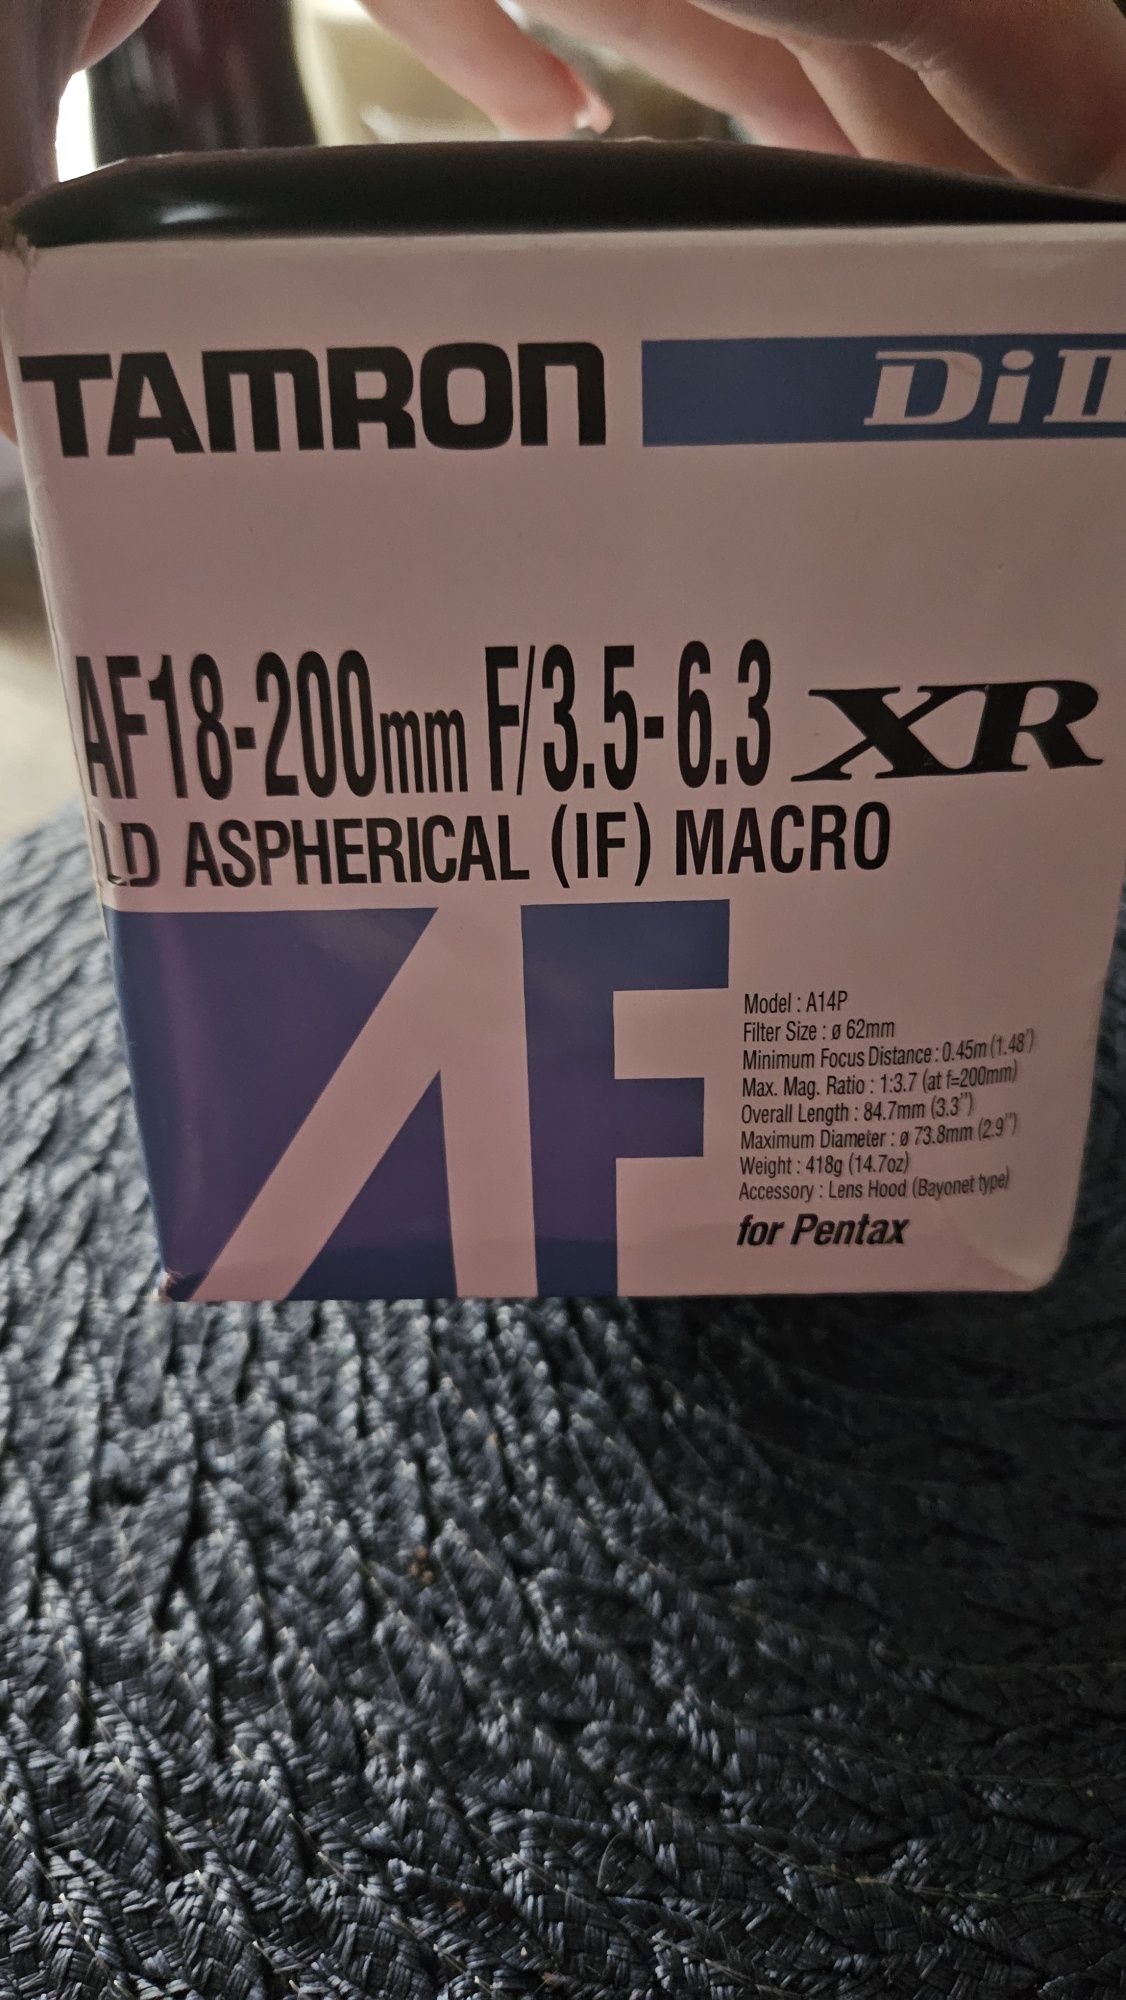 TAMRON Di II
AF18-200mm F/3.5-6.3 XR
LD ASPHERICAL (IF) MACRO
AF
Model : A14P
Filter Size : ø 62mm
Minimum Focus Distance : 0.45m (1.48')
Max. Mag. Ratio : 1:3.7 (at f=200mm)
Overall Length : 84.7mm (3.3")
Maximum Diameter : ø 73.8mm (2.9")
Weight : 418g (14.7oz)
Accessory : Lens Hood (Bayonet type)
for Pentax